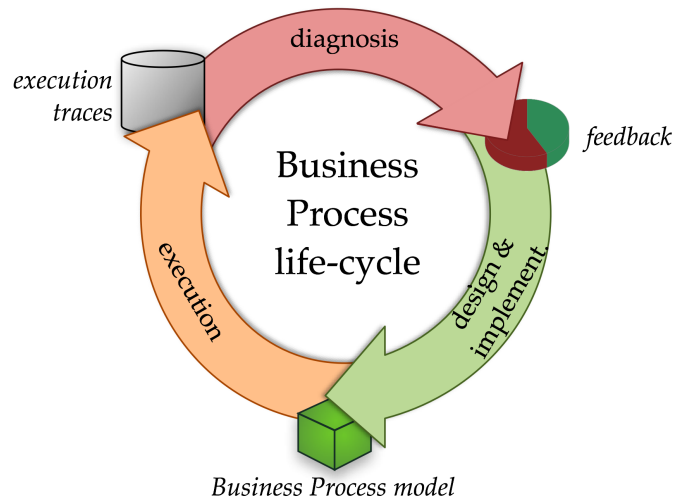 diagnosis
execution
traces
feedback
Business
Process
life-cycle
execution
design &
implement.
Business Process model